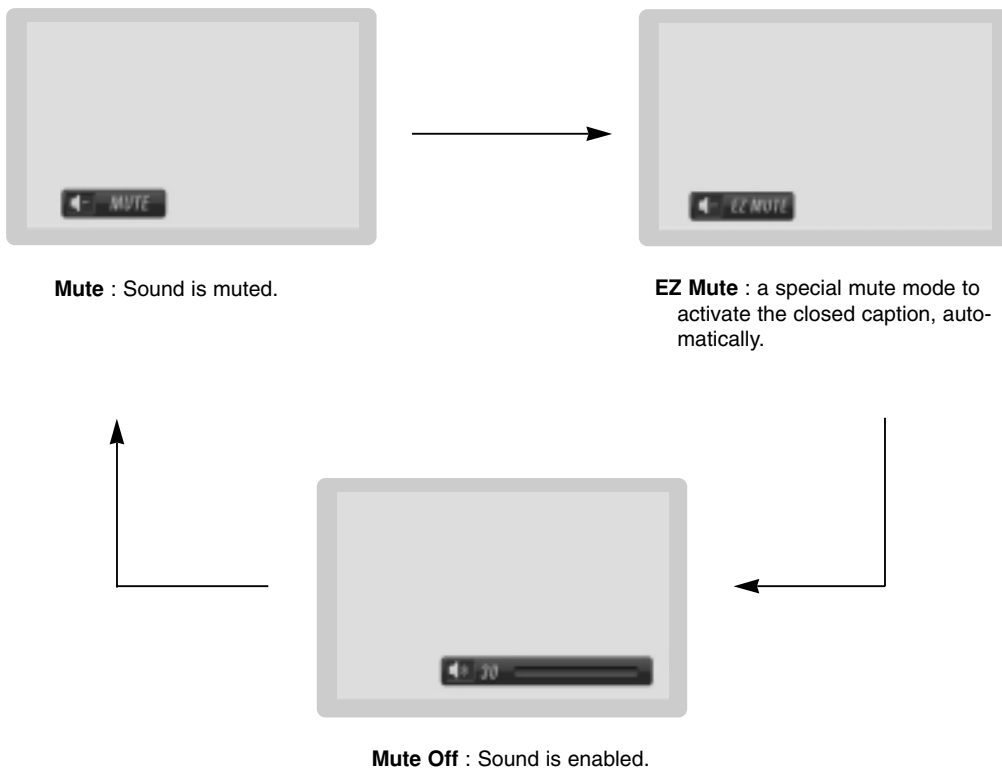 MUTE
EZ MUTE
Mute : Sound is muted.
EZ Mute : a special mute mode to
activate the closed caption, auto-
matically.
30
Mute Off : Sound is enabled.